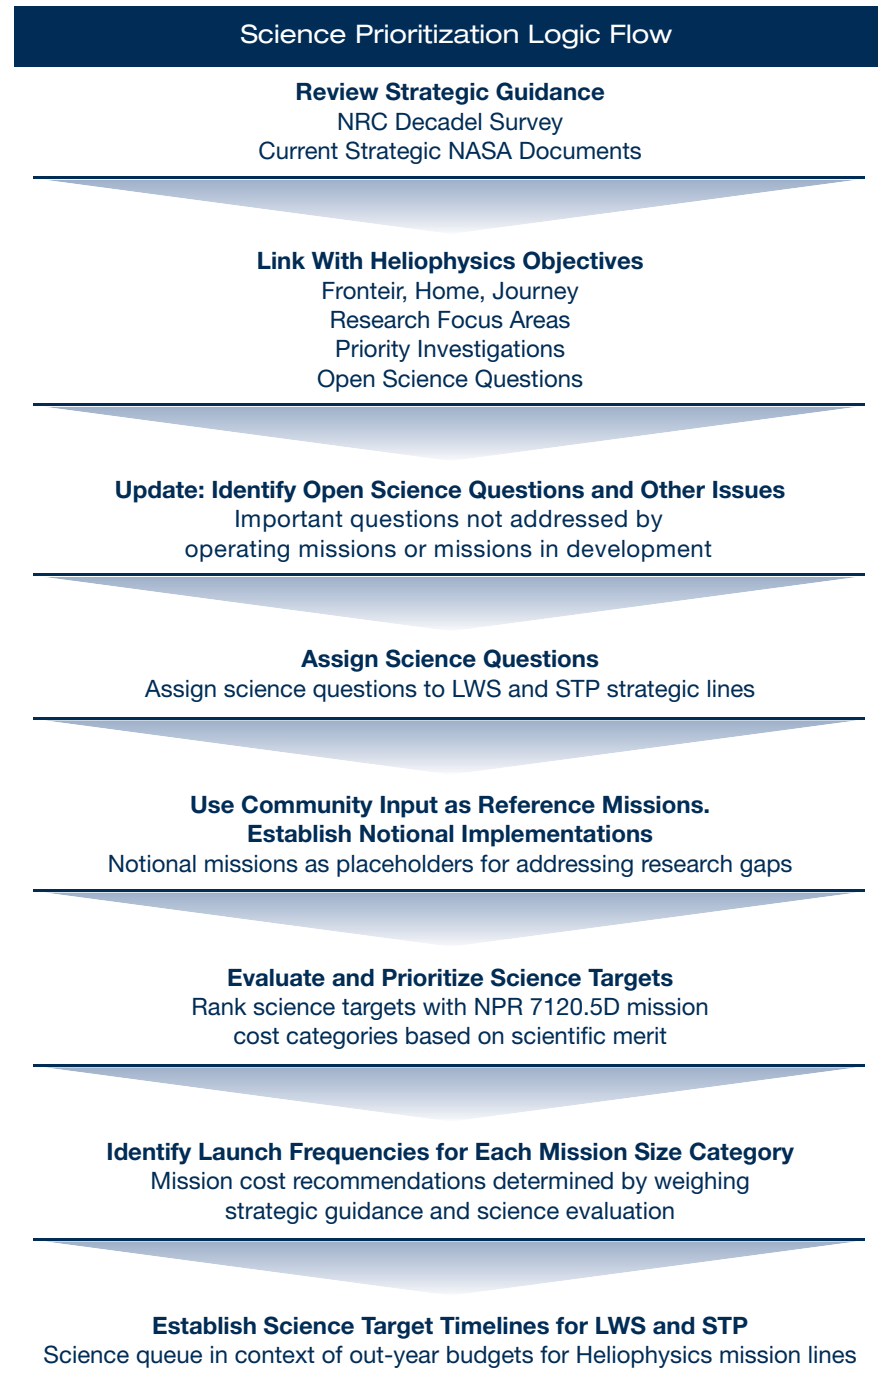 Science Prioritization Logic Flow
Review Strategic Guidance
NRC Decadel Survey
Current Strategic NASA Documents
Link With Heliophysics Objectives
Fronteir, Home, Journey
Research Focus Areas
Priority Investigations
Open Science Questions
Update: Identify Open Science Questions and Other Issues
Important questions not addressed by
operating missions or missions in development
Assign Science Questions
Assign science questions to LWS and STP strategic lines
Use Community Input as Reference Missions.
Establish Notional Implementations
Notional missions as placeholders for addressing research gaps
Evaluate and Prioritize Science Targets
Rank science targets with NPR 7120.5D mission
cost categories based on scientific merit
Identify Launch Frequencies for Each Mission Size Category
Mission cost recommendations determined by weighing
strategic guidance and science evaluation
Establish Science Target Timelines for LWS and STP
Science queue in context of out-year budgets for Heliophysics mission lines